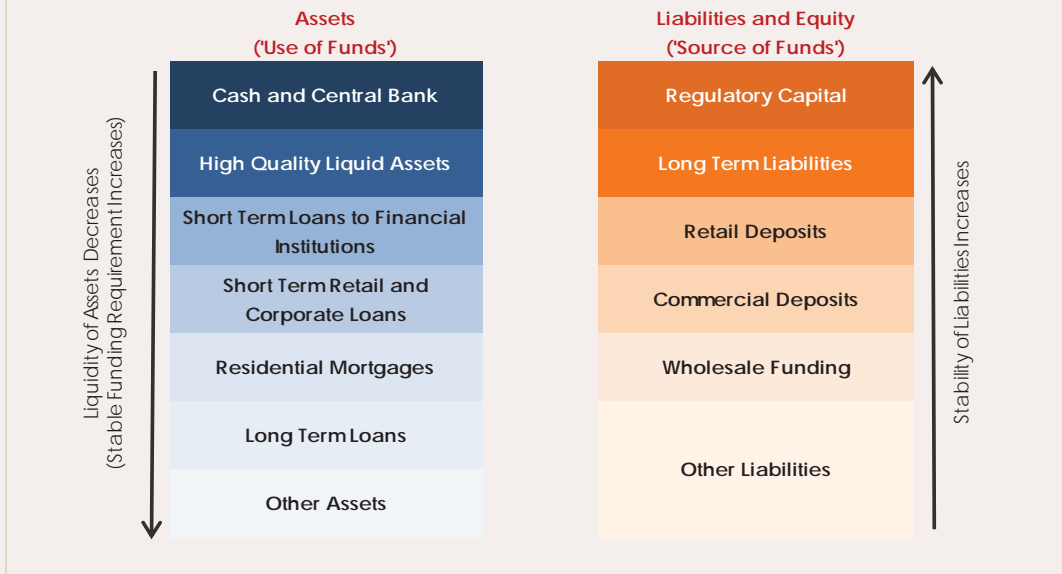 Assets
('Use of Funds')
Liabilities and Equity
('Source of Funds')
Liquidity of Assets Decreases
(Stable Funding Requirement Increases)
Cash and Central Bank
High Quality Liquid Assets
Short Term Loans to Financial
Institutions
Short Term Retail and
Corporate Loans
Residential Mortgages
Long Term Loans
Other Assets
Regulatory Capital
Long Term Liabilities
Retail Deposits
Commercial Deposits
Wholesale Funding
Other Liabilities
Stability of Liabilities Increases